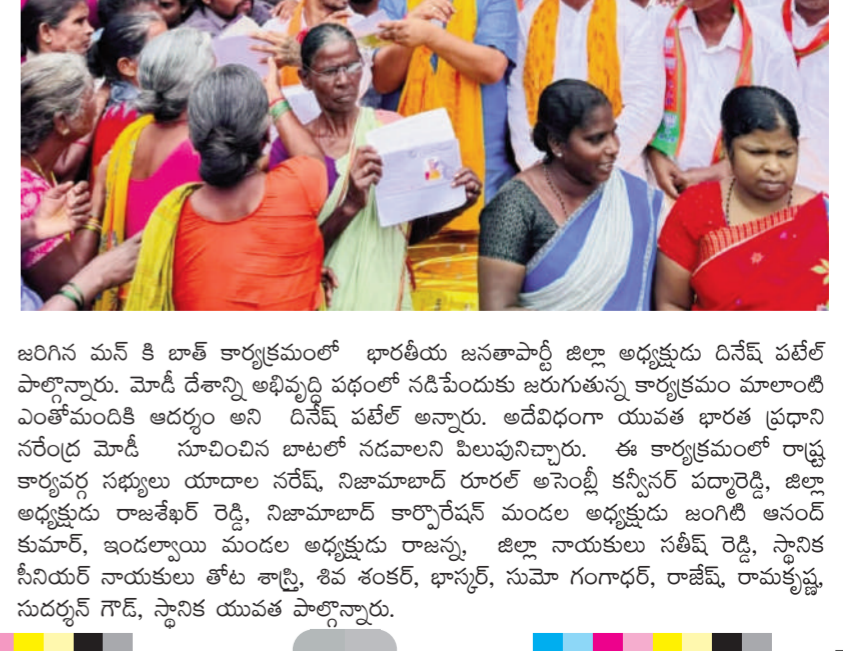 జరిగిన మన్ కి బాత్ కార్యక్రమంలో భారతీయ జనతాపార్టీ జిల్లా అధ్యక్షుడు దినేష్ పటేల్
పాల్గొన్నారు. మోడీ దేశాన్ని అభివృద్ధి పథంలో నడిపేందుకు జరుగుతున్న కార్యక్రమం మాలాంటి
ఎంతోమందికి ఆదర్శం అని దినేష్ పటేల్ అన్నారు. అదేవిధంగా యువత భారత ప్రధాని
నరేంద్ర మోడీ సూచించిన బాటలో నడవాలని పిలుపునిచ్చారు. ఈ కార్యక్రమంలో రాష్ట్ర
కార్యవర్గ సభ్యులు యాదాల నరేష్, నిజామాబాద్ రూరల్ అసెంబ్లీ కన్వీనర్ పద్మారెడ్డి, జిల్లా
అధ్యక్షుడు రాజశేఖర్ రెడ్డి, నిజామాబాద్ కార్పొరేషన్ మండల అధ్యక్షుడు జంగిటి ఆనంద్
కుమార్, ఇండల్వాయి మండల అధ్యక్షుడు రాజన్న, జిల్లా నాయకులు సతీష్ రెడ్డి, స్థానిక
సీనియర్ నాయకులు తోట శాస్త్రి, శివ శంకర్, భాస్కర్, సుమో గంగాధర్, రాజేష్, రామకృష్ణ,
సుదర్శన్ గౌడ్, స్థానిక యువత పాల్గొన్నారు.